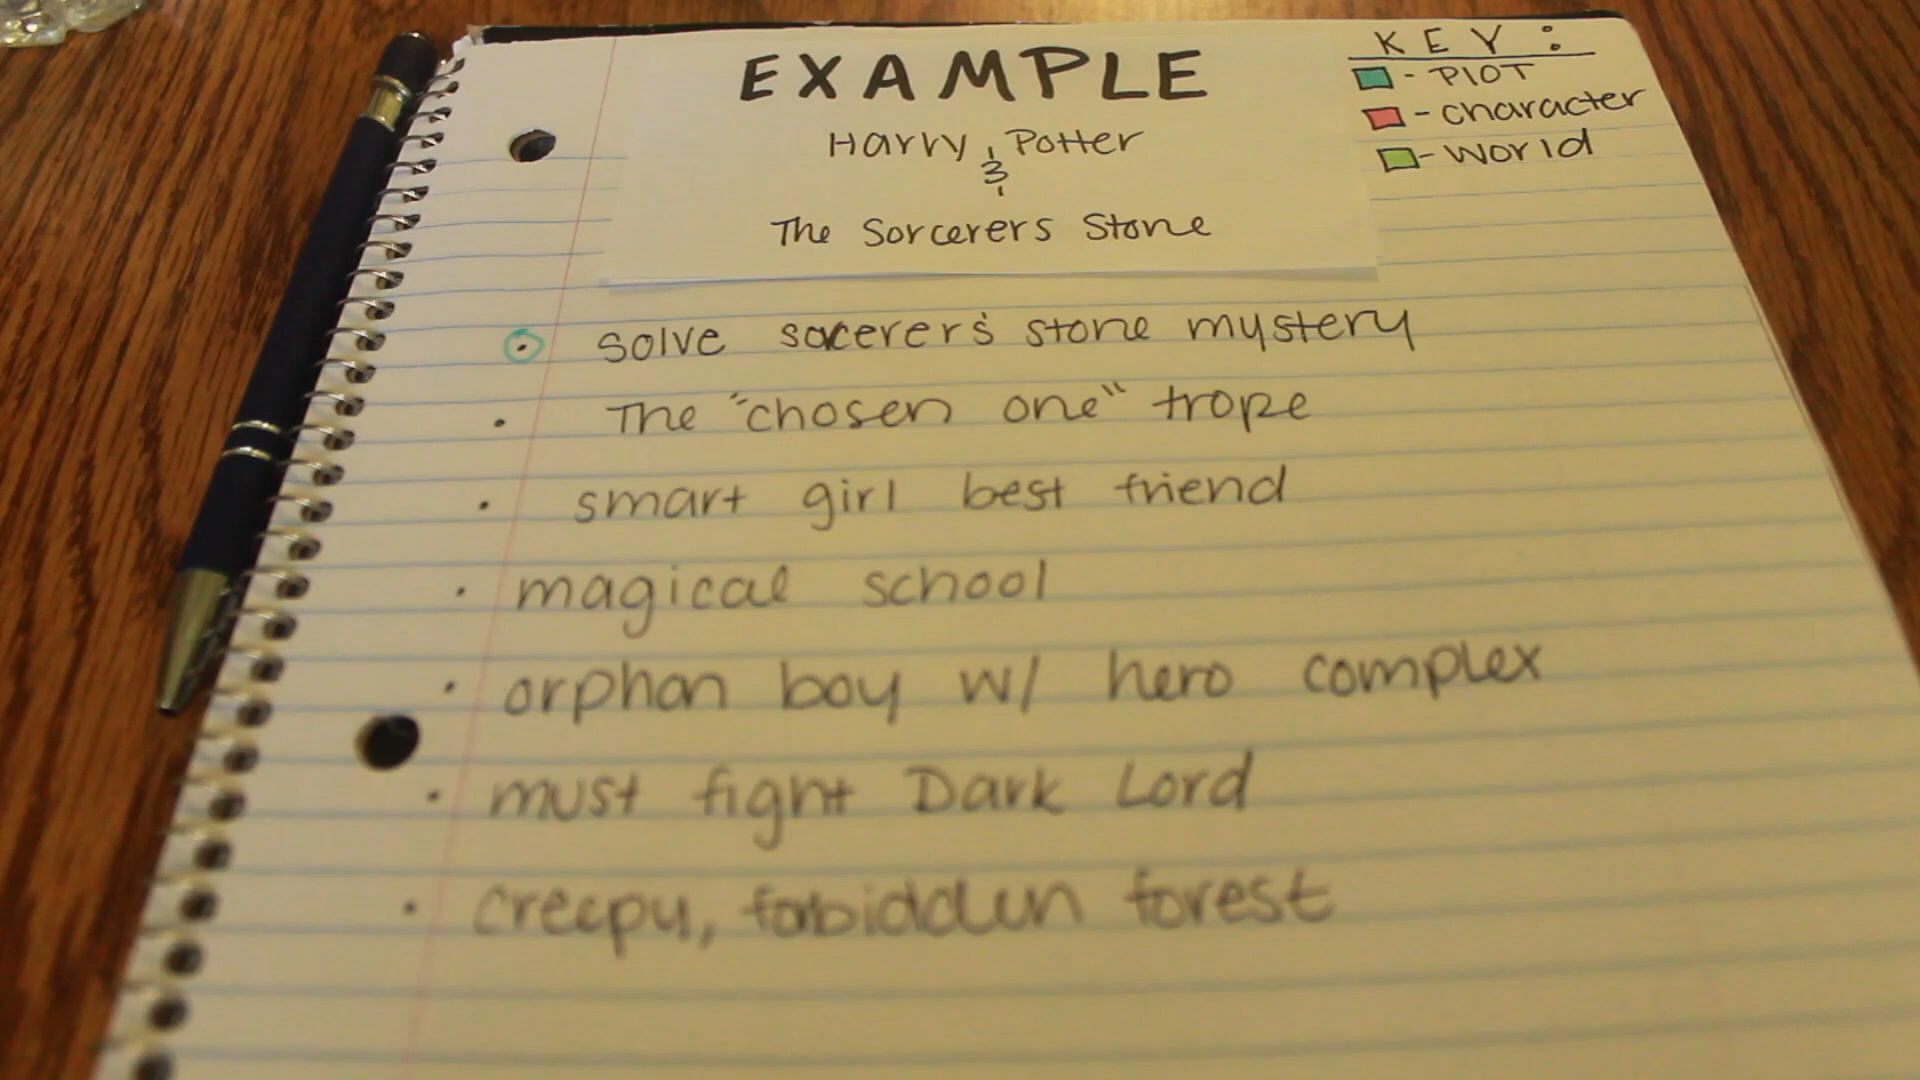 EXAMPLE
Harry Potter
&
The Sorcerers Stone
KEY:
- PLOT
- character
- world
• solve sorcerer's stone mystery
• The "chosen one" trope
• smart girl best friend
• magical school
• orphan boy w/ hero complex
• must fight Dark Lord
• creepy, forbidden forest